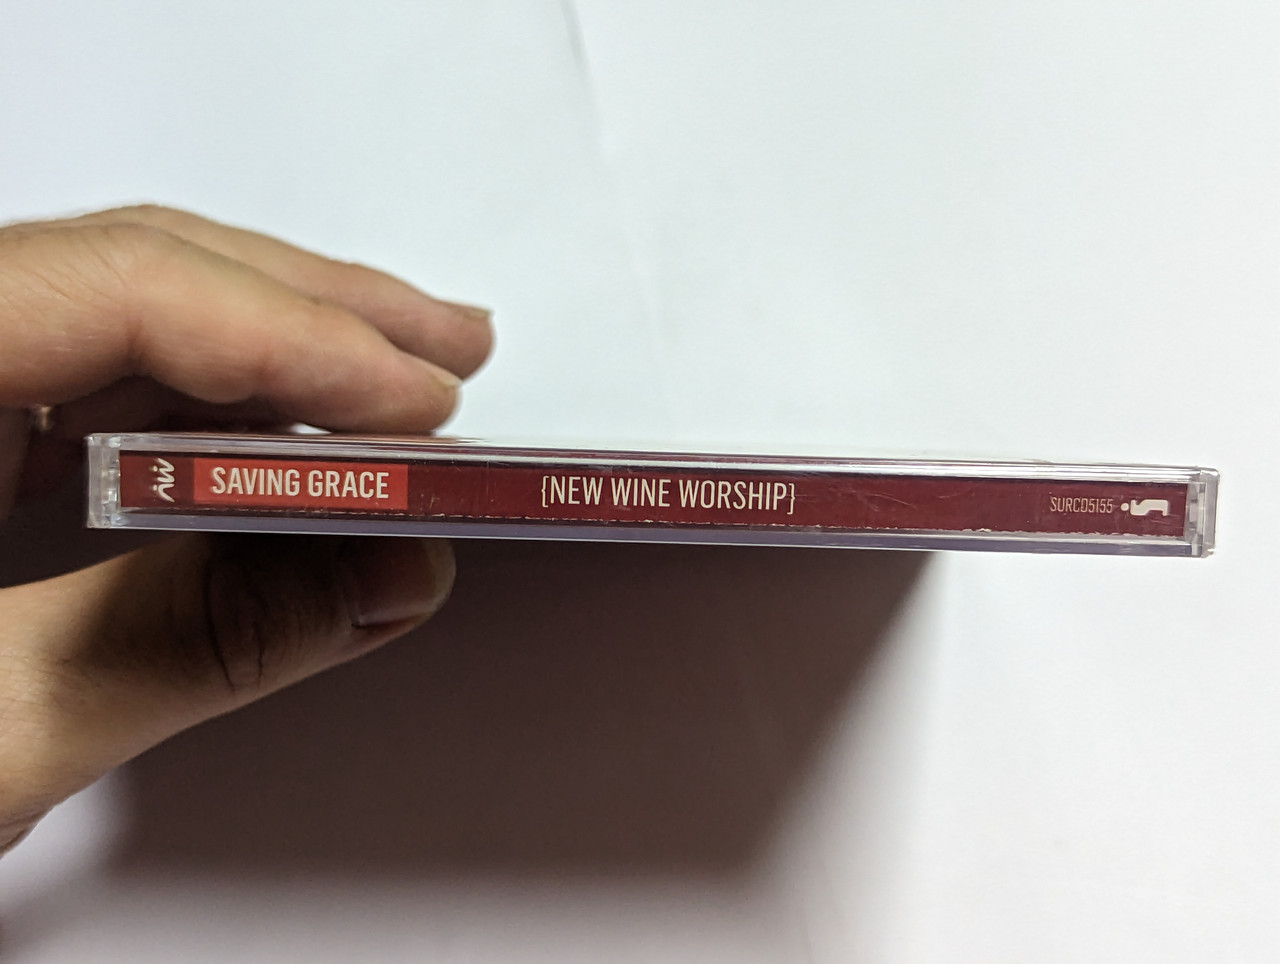 SAVING GRACE
{NEW WINE WORSHIP}
SURCD5155